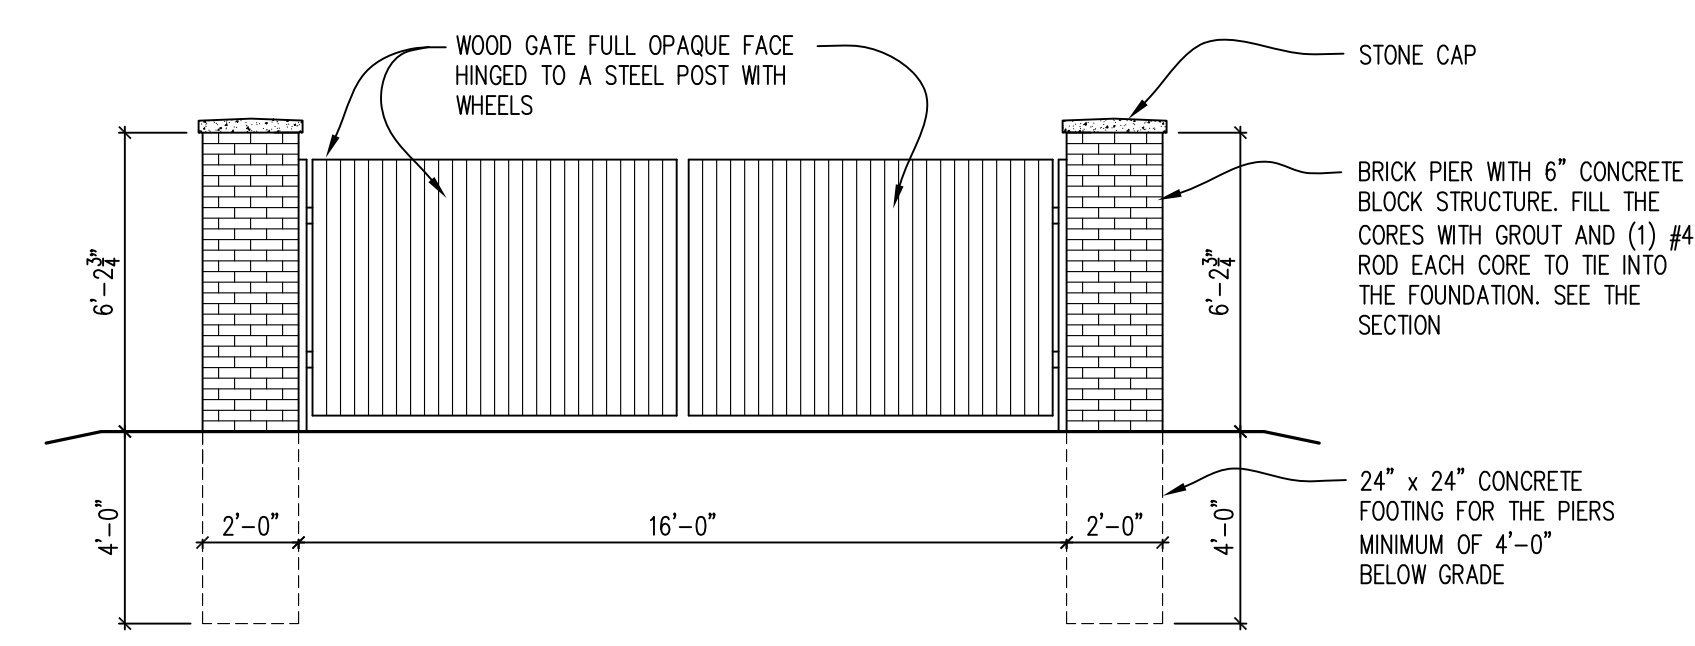 WOOD GATE FULL OPAQUE FACE
HINGED TO A STEEL POST WITH
WHEELS
STONE CAP
BRICK PIER WITH 6” CONCRETE
BLOCK STRUCTURE. FILL THE
CORES WITH GROUT AND (1) #4
ROD EACH CORE TO TIE INTO
THE FOUNDATION. SEE THE
SECTION
6’-2¾”
6’-2¾”
24” x 24” CONCRETE
FOOTING FOR THE PIERS
MINIMUM OF 4’-0”
BELOW GRADE
4’-0”
2’-0”
16’-0”
2’-0”
4’-0”